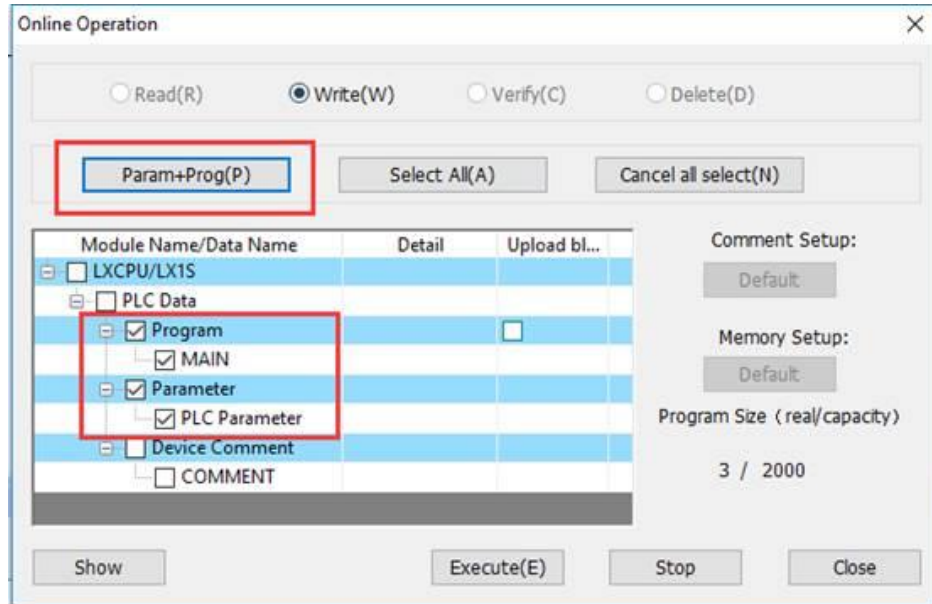 Online Operation
Read(R) Write(W) Verify(C) Delete(D)
Param+Prog(P) Select All(A) Cancel all select(N)
Module Name/Data Name Detail Upload bl...
Comment Setup:
LXCPU/LX1S
Default
PLC Data
Program
Memory Setup:
MAIN
Default
Parameter
PLC Parameter
Program Size (real/capacity)
Device Comment
COMMENT
3 / 2000
Show Execute(E) Stop Close